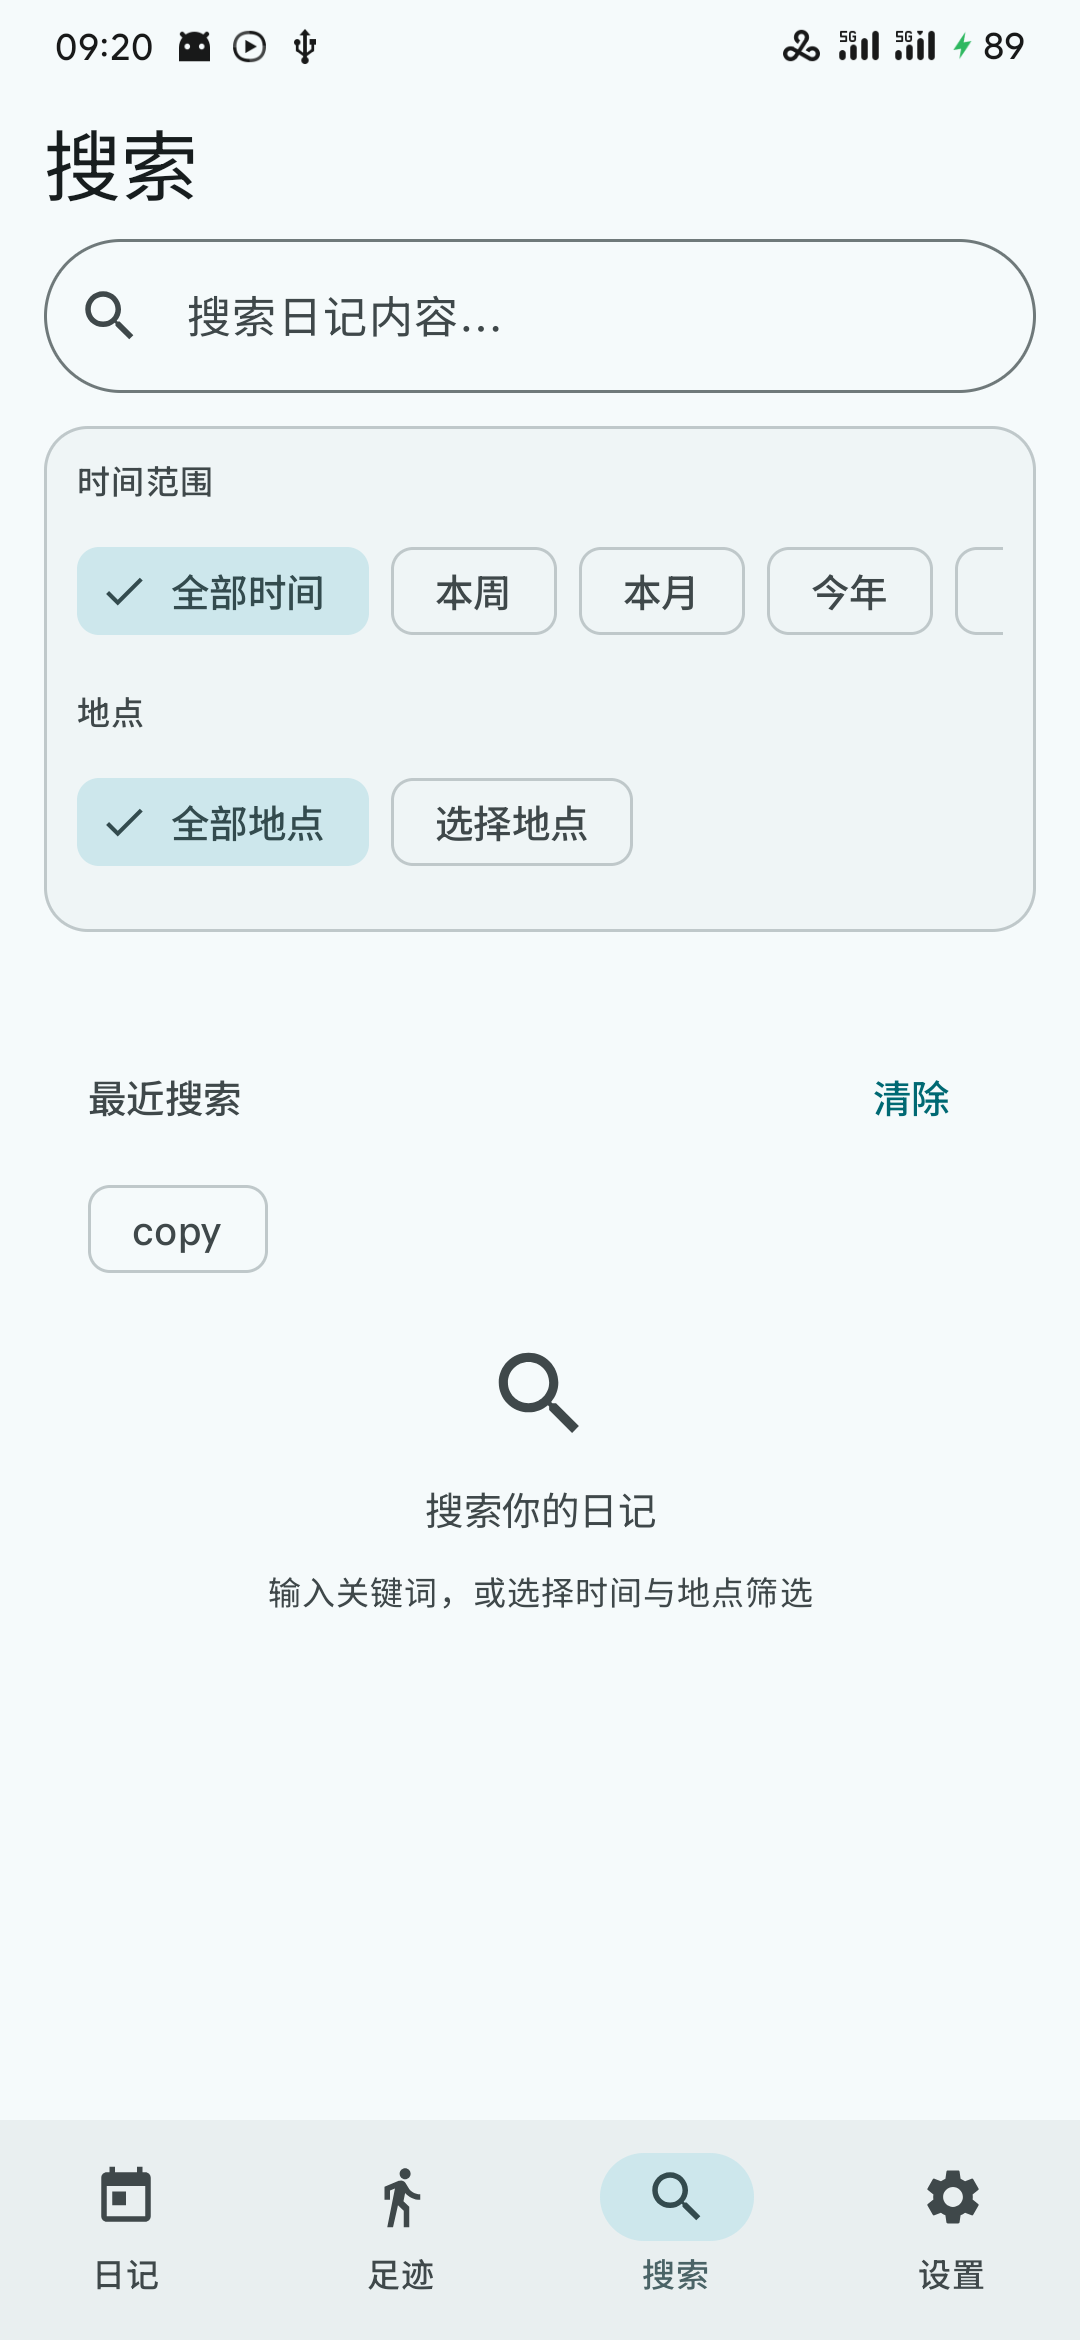 09:20 5G 5G 89
搜索
搜索日记内容...
时间范围
全部时间 本周 本月 今年
地点
全部地点 选择地点
最近搜索 清除
copy
搜索你的日记
输入关键词，或选择时间与地点筛选
日记 足迹 搜索 设置